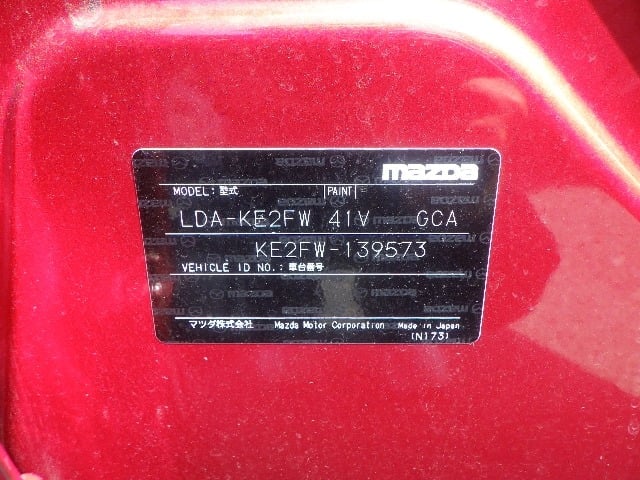 mazda
MODEL: 型式 PAINT
LDA-KE2FW 41V GCA
KE2FW-139573
VEHICLE ID NO.: 車台番号
マツダ株式会社 Mazda Motor Corporation Made in Japan
(N173)